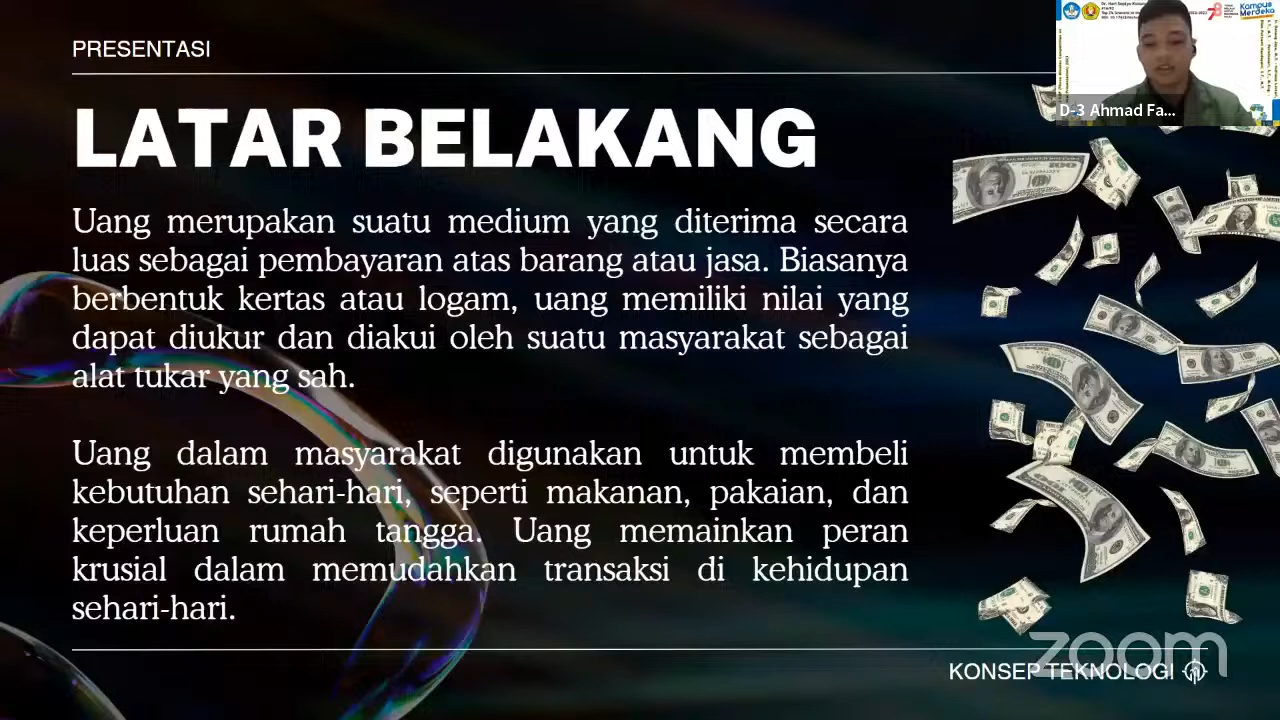 PRESENTASI
LATAR BELAKANG
Uang merupakan suatu medium yang diterima secara
luas sebagai pembayaran atas barang atau jasa. Biasanya
berbentuk kertas atau logam, uang memiliki nilai yang
dapat diukur dan diakui oleh suatu masyarakat sebagai
alat tukar yang sah.
Uang dalam masyarakat digunakan untuk membeli
kebutuhan sehari-hari, seperti makanan, pakaian, dan
keperluan rumah tangga. Uang memainkan peran
krusial dalam memudahkan transaksi di kehidupan
sehari-hari.
KONSEP TEKNOLOGI
zoom
Kampus
Merdeka
D-3 Ahmad Fa...